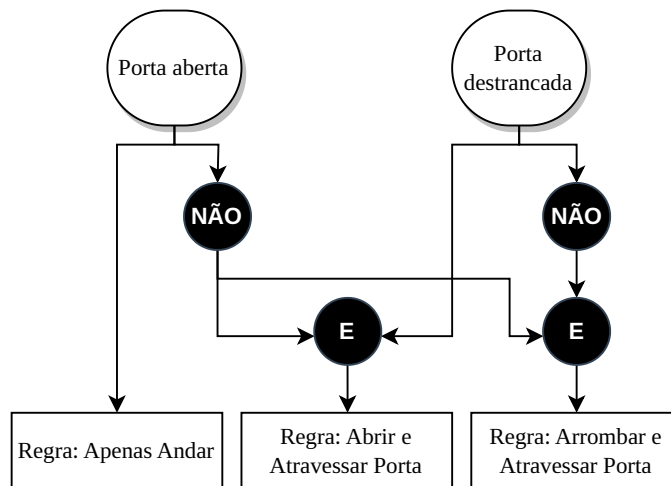 Porta aberta
Porta
destrancada
NÃO
NÃO
E
E
Regra: Apenas Andar
Regra: Abrir e
Atravessar Porta
Regra: Arrombar e
Atravessar Porta